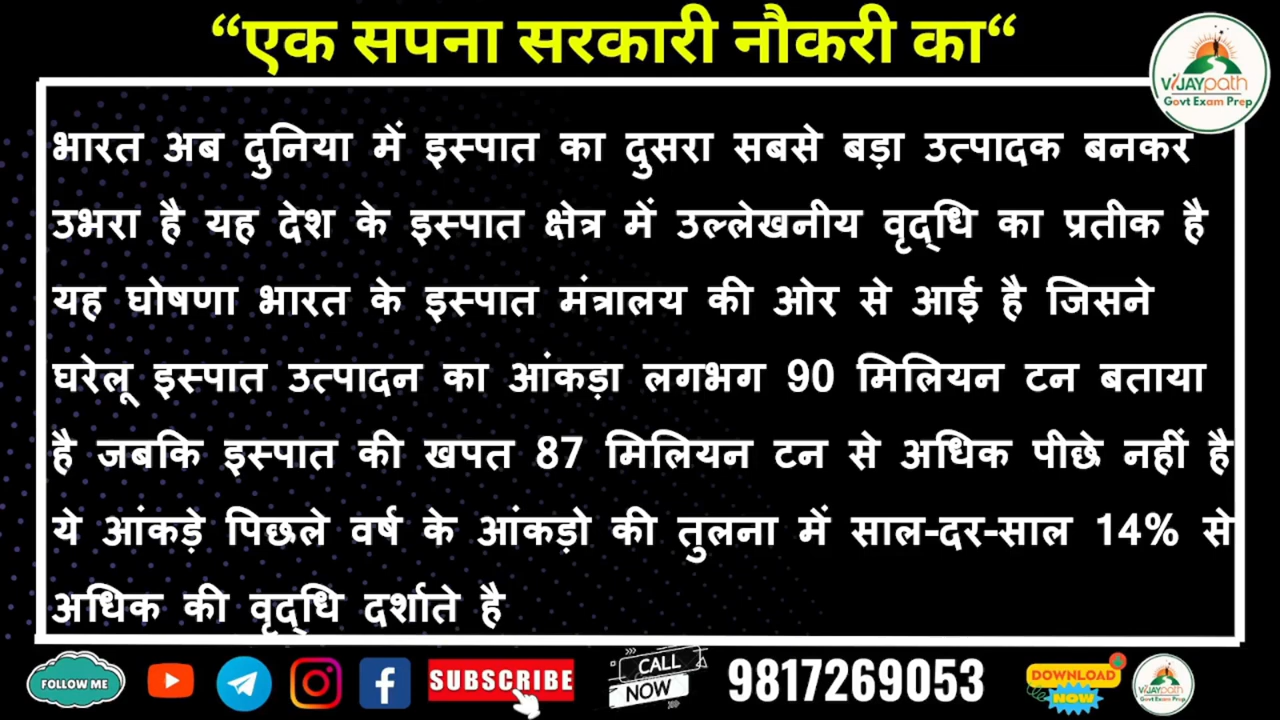 “एक सपना सरकारी नौकरी का“
VIJAYpath
Govt Exam Prep
भारत अब दुनिया में इस्पात का दुसरा सबसे बड़ा उत्पादक बनकर
उभरा है यह देश के इस्पात क्षेत्र में उल्लेखनीय वृद्धि का प्रतीक है
यह घोषणा भारत के इस्पात मंत्रालय की ओर से आई है जिसने
घरेलू इस्पात उत्पादन का आंकड़ा लगभग 90 मिलियन टन बताया
है जबकि इस्पात की खपत 87 मिलियन टन से अधिक पीछे नहीं है
ये आंकड़े पिछले वर्ष के आंकड़ो की तुलना में साल-दर-साल 14% से
अधिक की वृद्धि दर्शाते है
FOLLOW ME
SUBSCRIBE
CALL
NOW
9817269053
DOWNLOAD
NOW
VIJAYpath
Govt Exam Prep